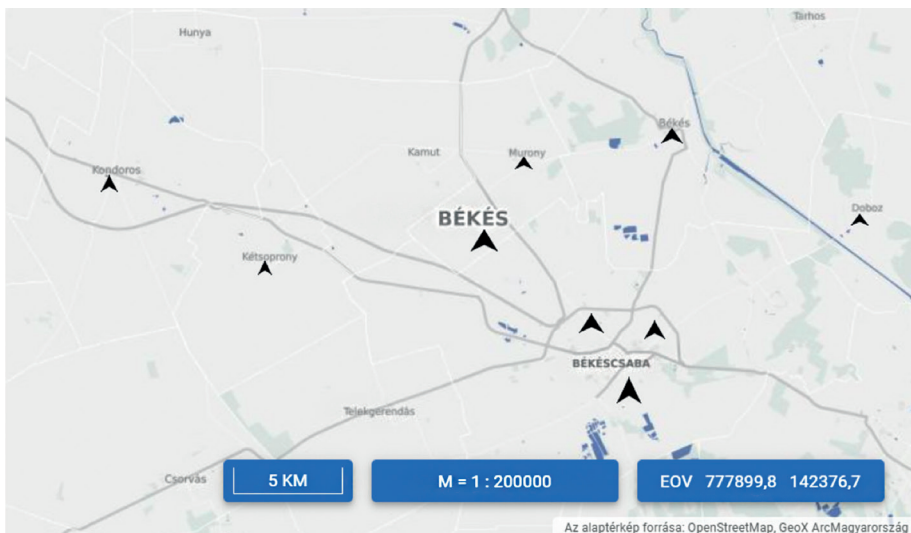 Hunya
Tarhos
Békés
Kamut
Murony
Kondoros
Doboz
BÉKÉS
Kétsoprony
BÉKÉSCSABA
Telekgerendás
Csorvás
5 KM
M = 1 : 200000
EOV 777899,8 142376,7
Az alaptérkép forrása: OpenStreetMap, GeoX ArcMagyarország